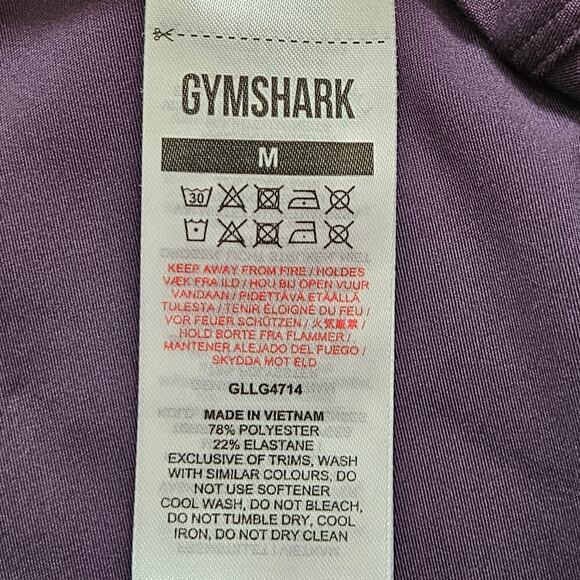 GYMSHARK
M
30
KEEP AWAY FROM FIRE / HOLDES
VÆK FRA ILD / HOU BIJ OPEN VUUR
VANDAAN / PIDETTÄVÄ ETÄÄLLÄ
TULESTA / TENIR ÉLOIGNÉ DU FEU /
VOR FEUER SCHÜTZEN / 火気厳禁 /
HOLD BORTE FRA FLAMMER /
MANTENER ALEJADO DEL FUEGO /
SKYDDA MOT ELD
GLLG4714
MADE IN VIETNAM
78% POLYESTER
22% ELASTANE
EXCLUSIVE OF TRIMS, WASH
WITH SIMILAR COLOURS, DO
NOT USE SOFTENER
COOL WASH, DO NOT BLEACH,
DO NOT TUMBLE DRY, COOL
IRON, DO NOT DRY CLEAN